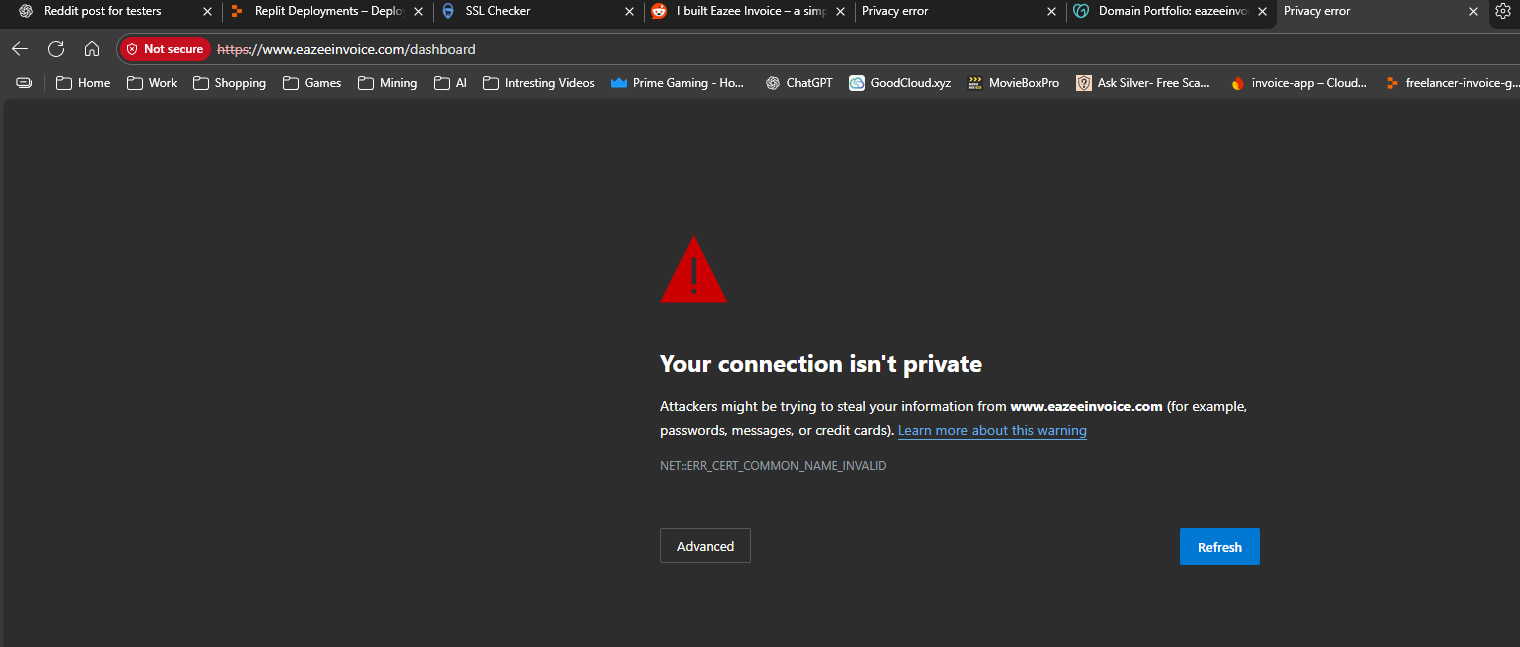 Reddit post for testers
Replit Deployments – Deplo
SSL Checker
I built Eazee Invoice – a simp
Privacy error
Domain Portfolio: eazeeinvo
Privacy error
Not secure https://www.eazeeinvoice.com/dashboard
Home Work Shopping Games Mining AI Intresting Videos Prime Gaming - Ho... ChatGPT GoodCloud.xyz MovieBoxPro Ask Silver- Free Sca... invoice-app – Cloud... freelancer-invoice-g...
Your connection isn't private
Attackers might be trying to steal your information from www.eazeeinvoice.com (for example,
passwords, messages, or credit cards). Learn more about this warning
NET::ERR_CERT_COMMON_NAME_INVALID
Advanced
Refresh